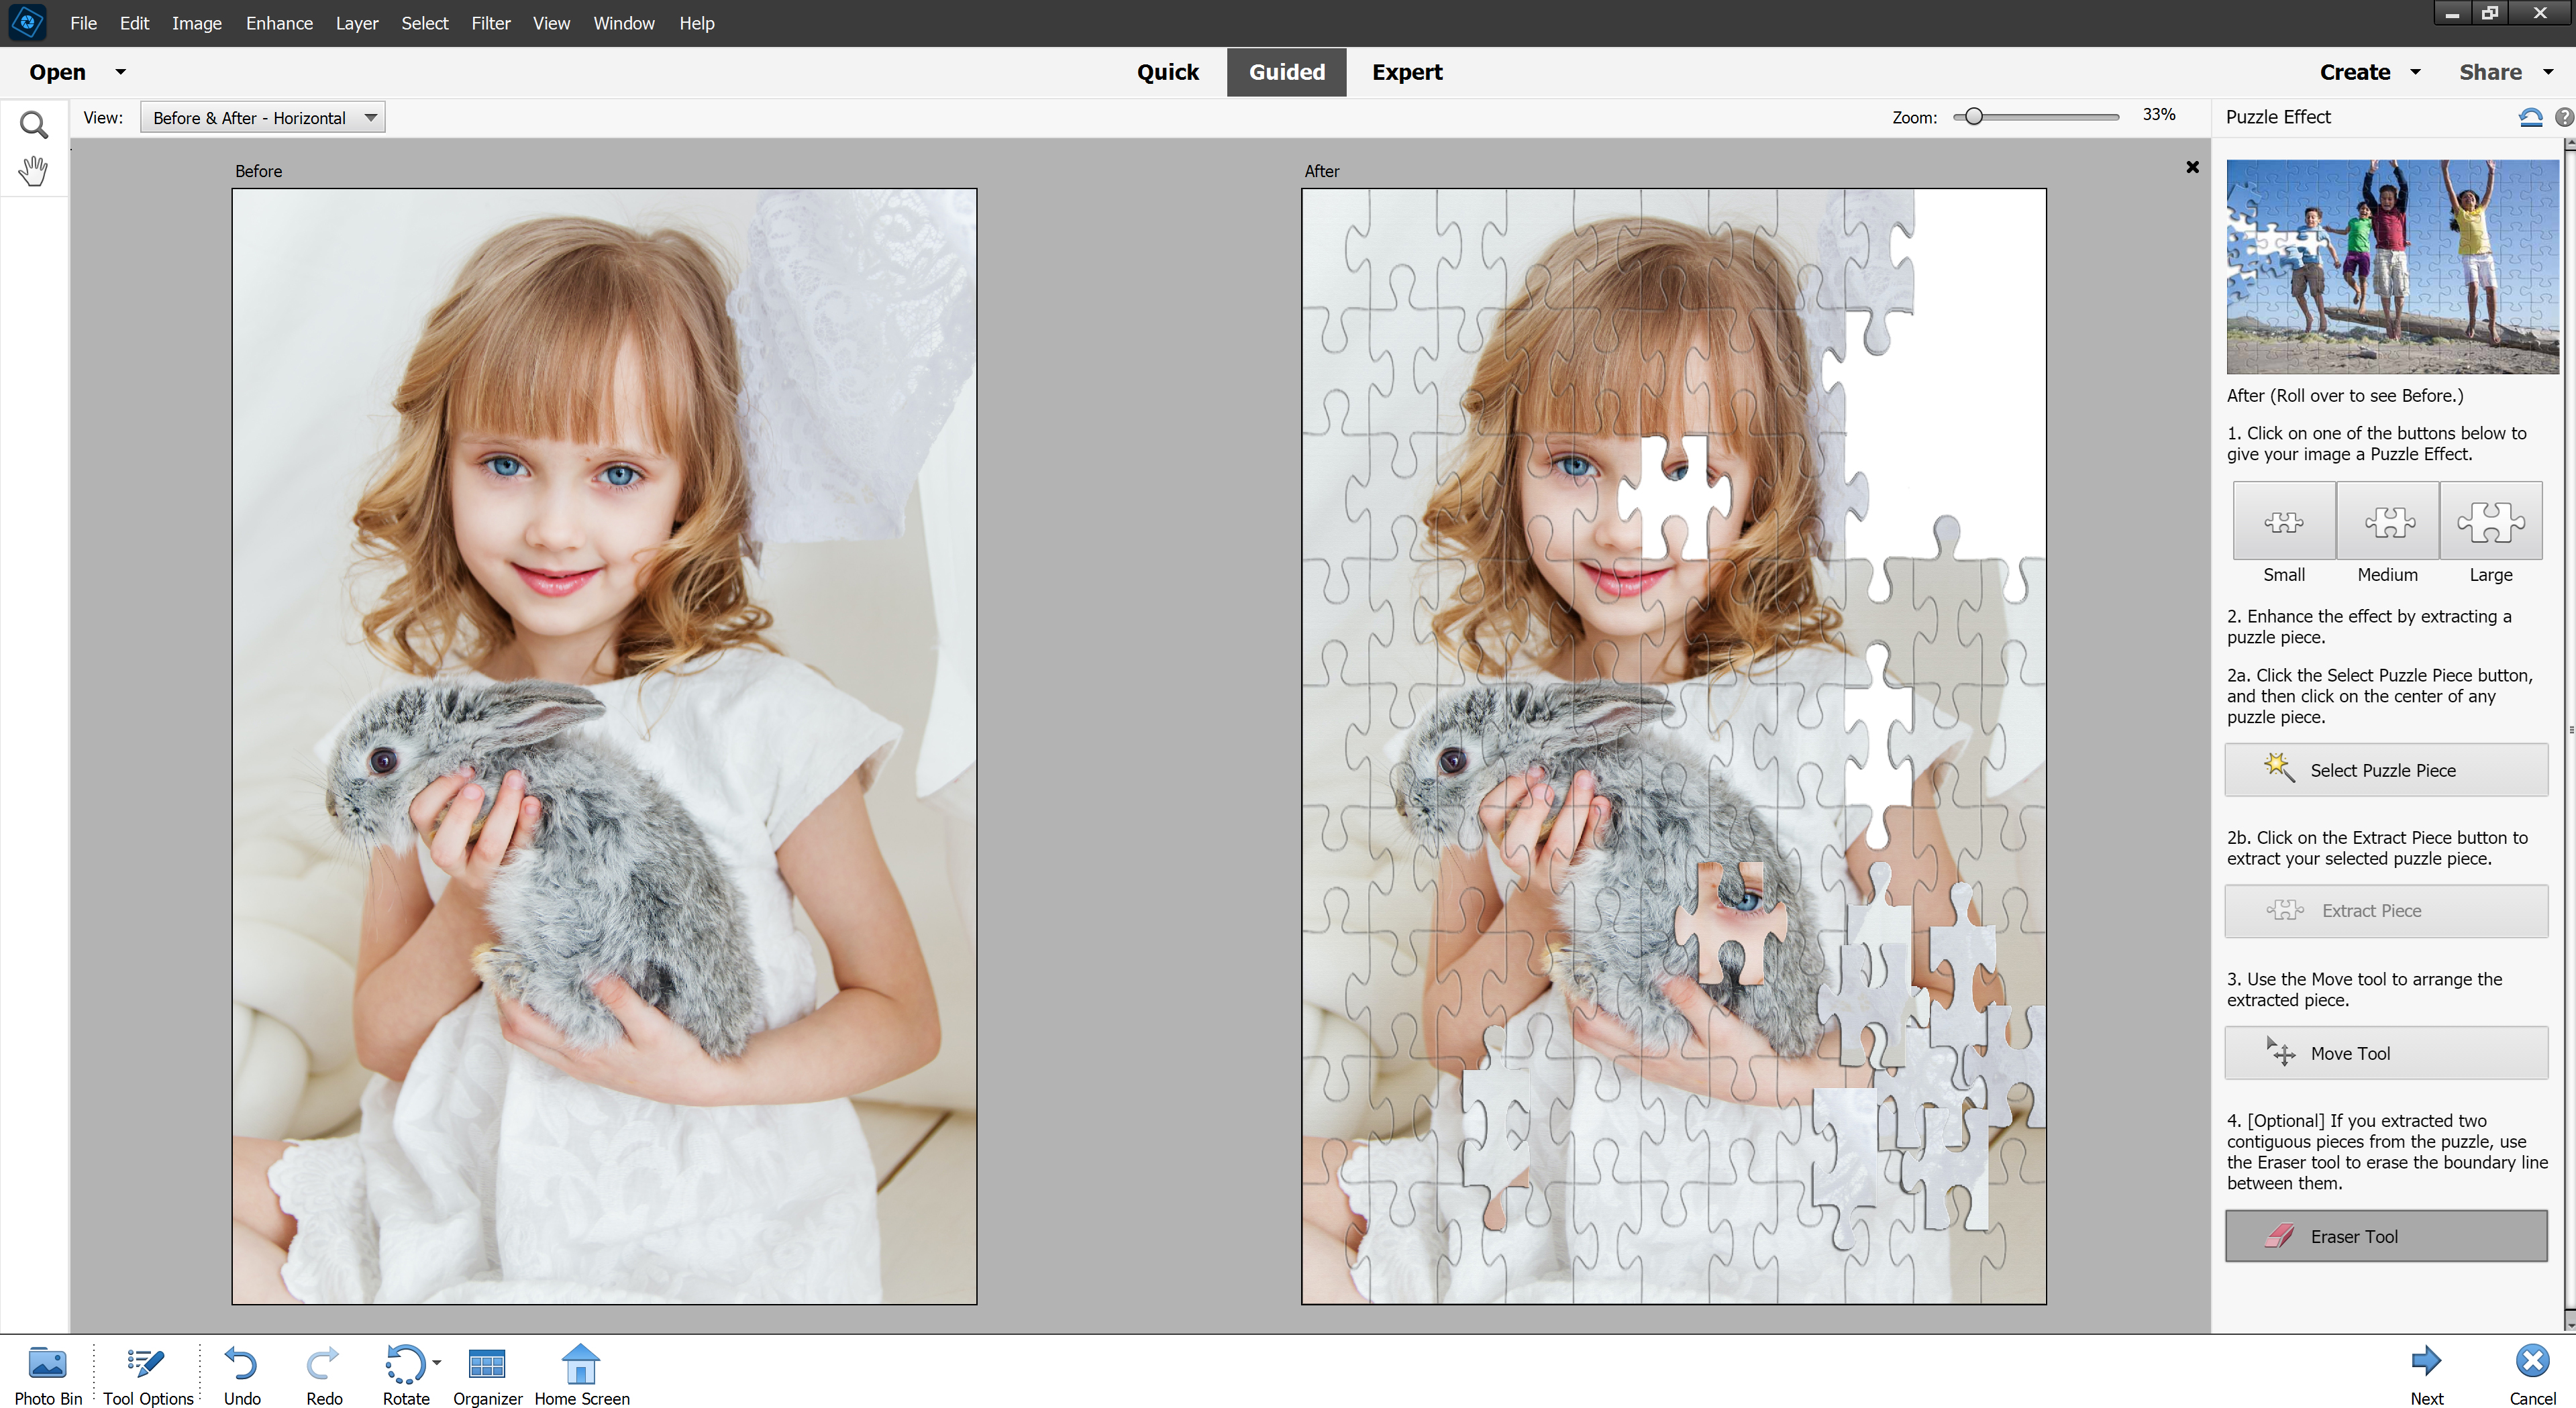 File Edit Image Enhance Layer Select Filter View Window Help
Open Quick Guided Expert Create Share
View: Before & After - Horizontal Zoom: 33% Puzzle Effect ?
Before After
After (Roll over to see Before.)
1. Click on one of the buttons below to
give your image a Puzzle Effect.
Small Medium Large
2. Enhance the effect by extracting a
puzzle piece.
2a. Click the Select Puzzle Piece button,
and then click on the center of any
puzzle piece.
Select Puzzle Piece
2b. Click on the Extract Piece button to
extract your selected puzzle piece.
Extract Piece
3. Use the Move tool to arrange the
extracted piece.
Move Tool
4. [Optional] If you extracted two
contiguous pieces from the puzzle, use
the Eraser tool to erase the boundary line
between them.
Eraser Tool
Photo Bin Tool Options Undo Redo Rotate Organizer Home Screen Next Cancel